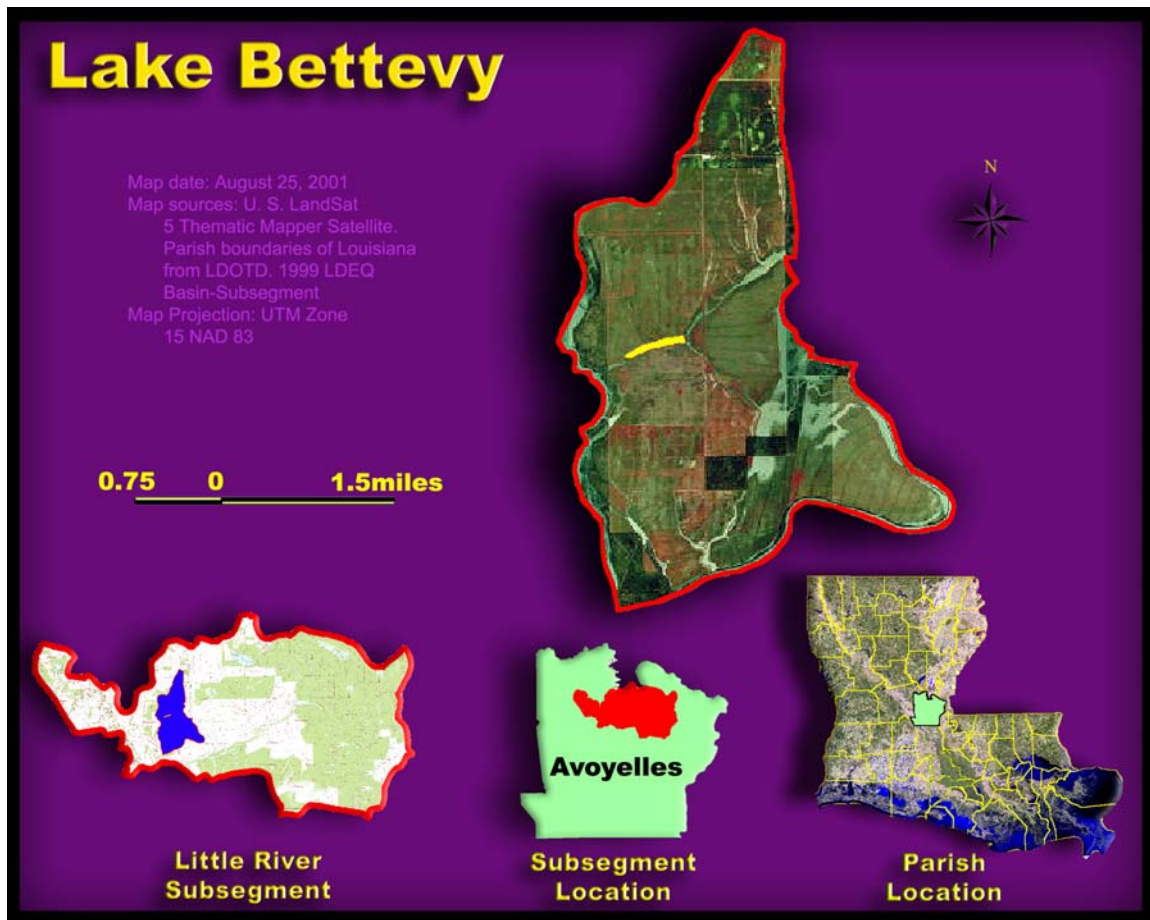 Lake Bettevy
Map date: August 25, 2001
Map sources: U. S. LandSat
5 Thematic Mapper Satellite.
Parish boundaries of Louisiana
from LDOTD. 1999 LDEQ
Basin-Subsegment
Map Projection: UTM Zone
15 NAD 83
N
0.75 0 1.5miles
Avoyelles
Little River
Subsegment
Subsegment
Location
Parish
Location